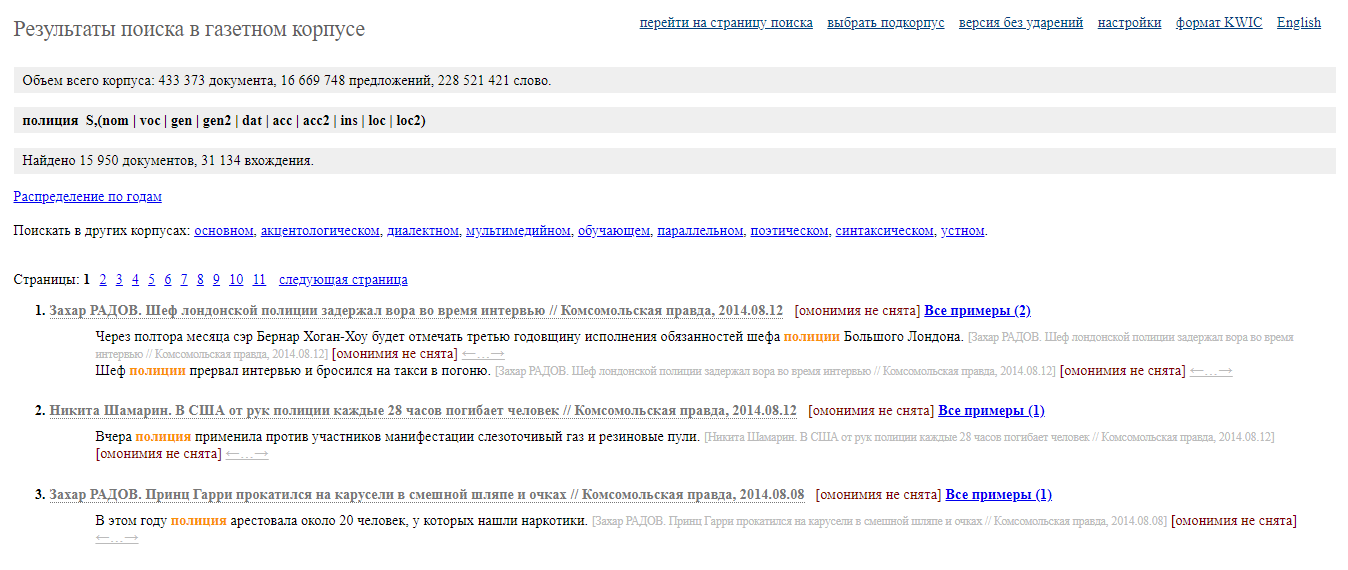 Результаты поиска в газетном корпусе
перейти на страницу поиска выбрать подкорпус версия без ударений настройки формат KWIC English
Объем всего корпуса: 433 373 документа, 16 669 748 предложений, 228 521 421 слово.
полиция S,(nom | voc | gen | gen2 | dat | acc | acc2 | ins | loc | loc2)
Найдено 15 950 документов, 31 134 вхождения.
Распределение по годам
Поискать в других корпусах: основном, акцентологическом, диалектном, мультимедийном, обучающем, параллельном, поэтическом, синтаксическом, устном.
Страницы: 1 2 3 4 5 6 7 8 9 10 11 следующая страница
1. Захар РАДОВ. Шеф лондонской полиции задержал вора во время интервью // Комсомольская правда, 2014.08.12 [омонимия не снята] Все примеры (2)
Через полтора месяца сэр Бернар Хоган-Хоу будет отмечать третью годовщину исполнения обязанностей шефа полиции Большого Лондона. [Захар РАДОВ. Шеф лондонской полиции задержал вора во время
интервью // Комсомольская правда, 2014.08.12] [омонимия не снята] ←…→
Шеф полиции прервал интервью и бросился на такси в погоню. [Захар РАДОВ. Шеф лондонской полиции задержал вора во время интервью // Комсомольская правда, 2014.08.12] [омонимия не снята] ←…→
2. Никита Шамарин. В США от рук полиции каждые 28 часов погибает человек // Комсомольская правда, 2014.08.12 [омонимия не снята] Все примеры (1)
Вчера полиция применила против участников манифестации слезоточивый газ и резиновые пули. [Никита Шамарин. В США от рук полиции каждые 28 часов погибает человек // Комсомольская правда, 2014.08.12]
[омонимия не снята] ←…→
3. Захар РАДОВ. Принц Гарри прокатился на карусели в смешной шляпе и очках // Комсомольская правда, 2014.08.08 [омонимия не снята] Все примеры (1)
В этом году полиция арестовала около 20 человек, у которых нашли наркотики. [Захар РАДОВ. Принц Гарри прокатился на карусели в смешной шляпе и очках // Комсомольская правда, 2014.08.08] [омонимия не снята]
←…→